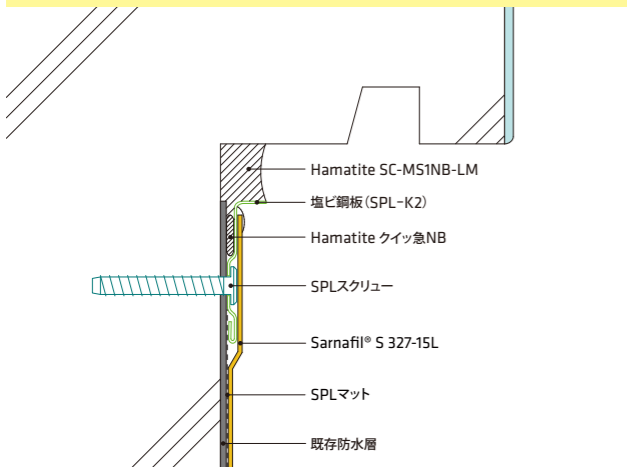 Hamatite SC-MS1NB-LM
塩ビ鋼板(SPL-K2)
Hamatite クイッ急NB
SPLスクリュー
Sarnafil® S 327-15L
SPLマット
既存防水層